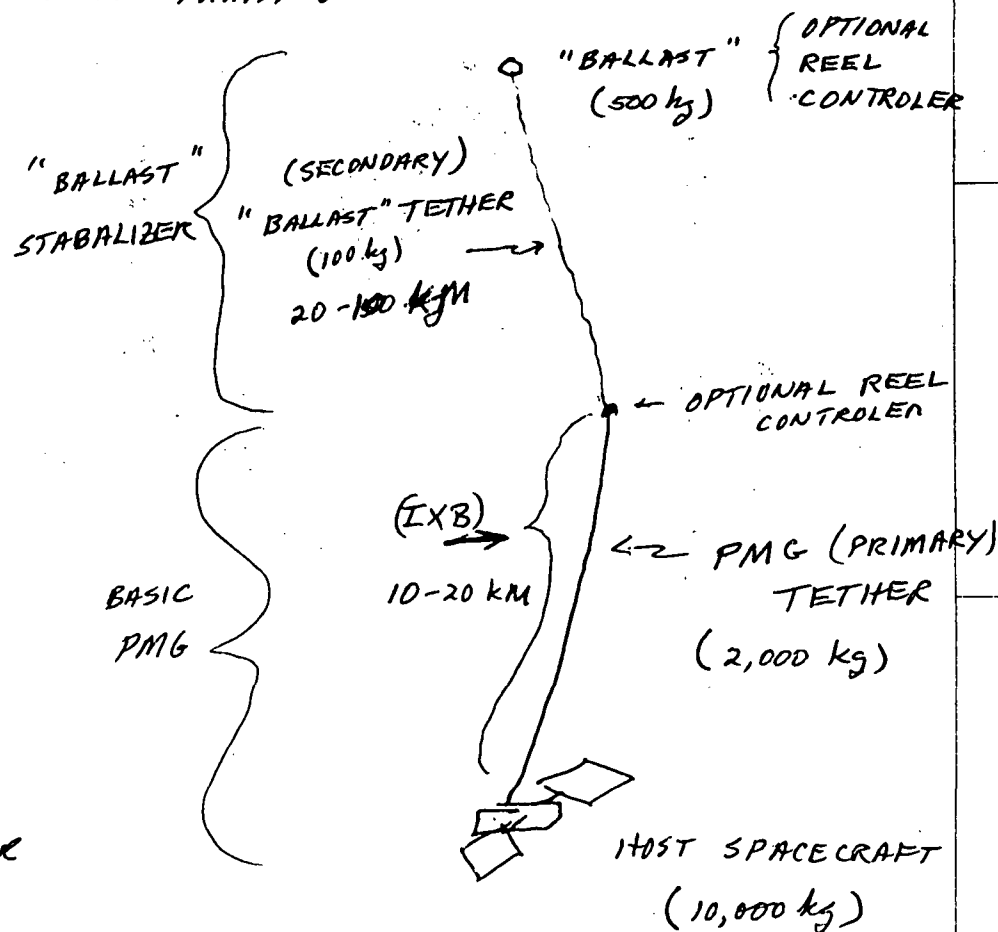 "BALLAST"
(500 kg)
OPTIONAL
REEL
CONTROLER
"BALLAST"
STABALIZER
(SECONDARY)
"BALLAST" TETHER
(100 kg)
20-100 KM
OPTIONAL REEL
CONTROLER
(IXB)
10-20 KM
PMG (PRIMARY)
TETHER
(2,000 kg)
BASIC
PMG
HOST SPACECRAFT
(10,000 kg)